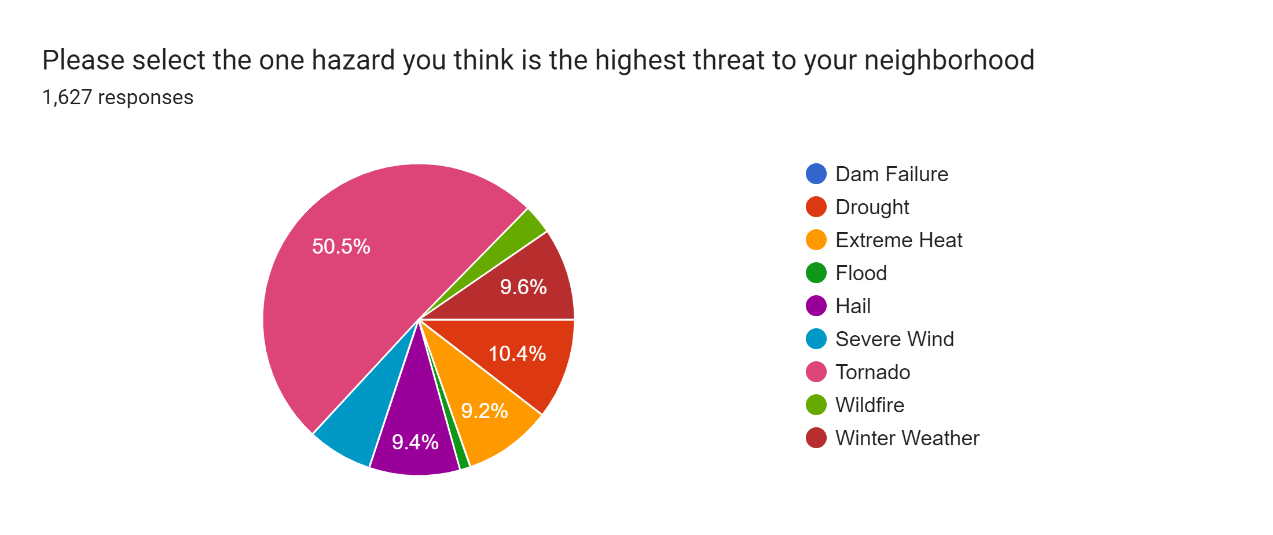 Please select the one hazard you think is the highest threat to your neighborhood
1,627 responses
50.5%
9.6%
10.4%
9.2%
9.4%
Dam Failure
Drought
Extreme Heat
Flood
Hail
Severe Wind
Tornado
Wildfire
Winter Weather